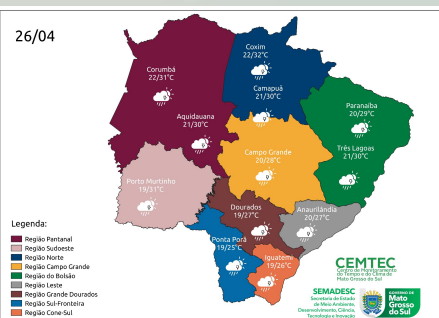 26/04
Coxim
22/32°C
Corumbá
22/31°C
Camapuã
21/30°C
Paranaíba
20/29°C
Aquidauana
21/30°C
Três Lagoas
21/30°C
Campo Grande
20/28°C
Porto Murtinho
19/31°C
Dourados
19/27°C
Anaurilândia
20/27°C
Ponta Porã
19/25°C
Iguatemi
19/26°C
Legenda:
Região Pantanal
Região Sudoeste
Região Norte
Região Campo Grande
Região do Bolsão
Região Leste
Região Grande Dourados
Região Sul-Fronteira
Região Cone-Sul
CEMTEC
Centro de Monitoramento
do Tempo e do Clima de
Mato Grosso do Sul
SEMADESC
Secretaria de Estado
de Meio Ambiente,
Desenvolvimento, Ciência,
Tecnologia e Inovação
GOVERNO DE
Mato
Grosso
do Sul